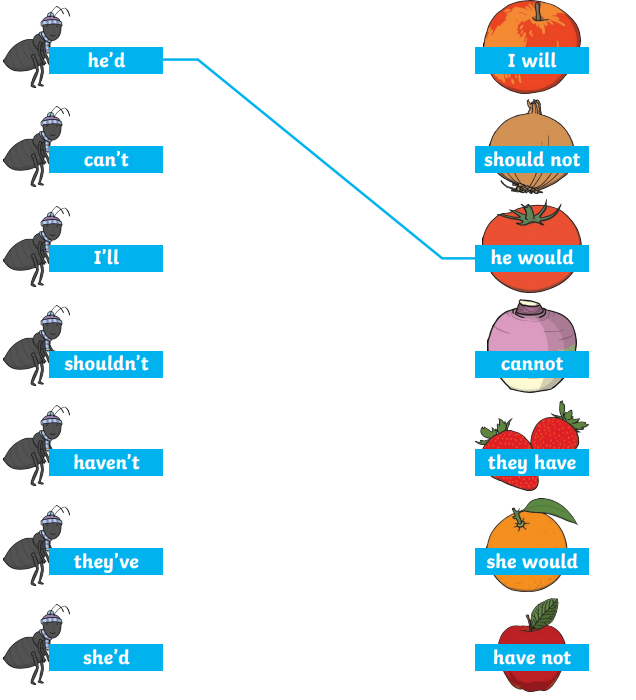 he'd
I will
can't
should not
I'll
he would
shouldn't
cannot
haven't
they have
they've
she would
she'd
have not